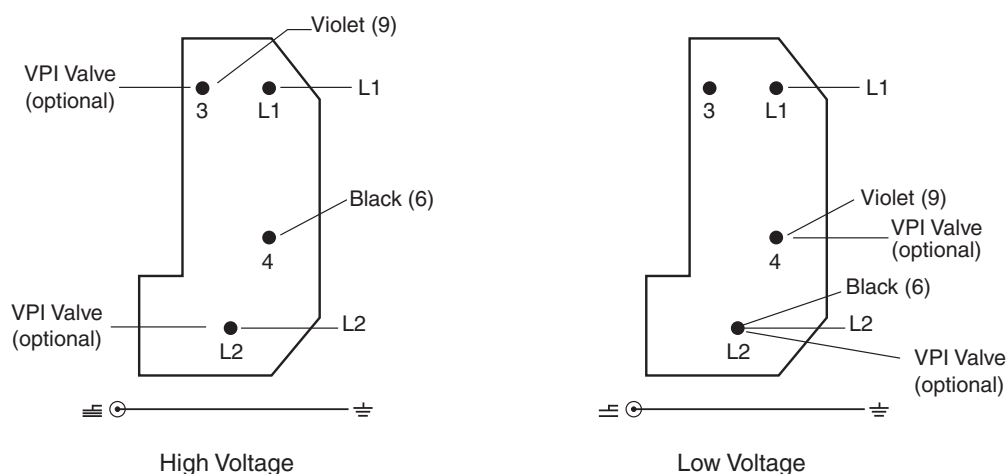 Violet (9)
VPI Valve
(optional)
3
L1
L1
Black (6)
4
VPI Valve
(optional)
L2
L2
High Voltage
3
L1
L1
Violet (9)
VPI Valve
(optional)
4
Black (6)
L2
L2
VPI Valve
(optional)
Low Voltage